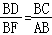 BD/BF = BC/AB